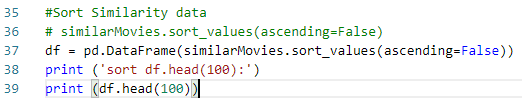 35 #Sort Similarity data
36 # similarMovies.sort_values(ascending=False)
37 df = pd.DataFrame(similarMovies.sort_values(ascending=False))
38 print ('sort df.head(100):')
39 print (df.head(100))